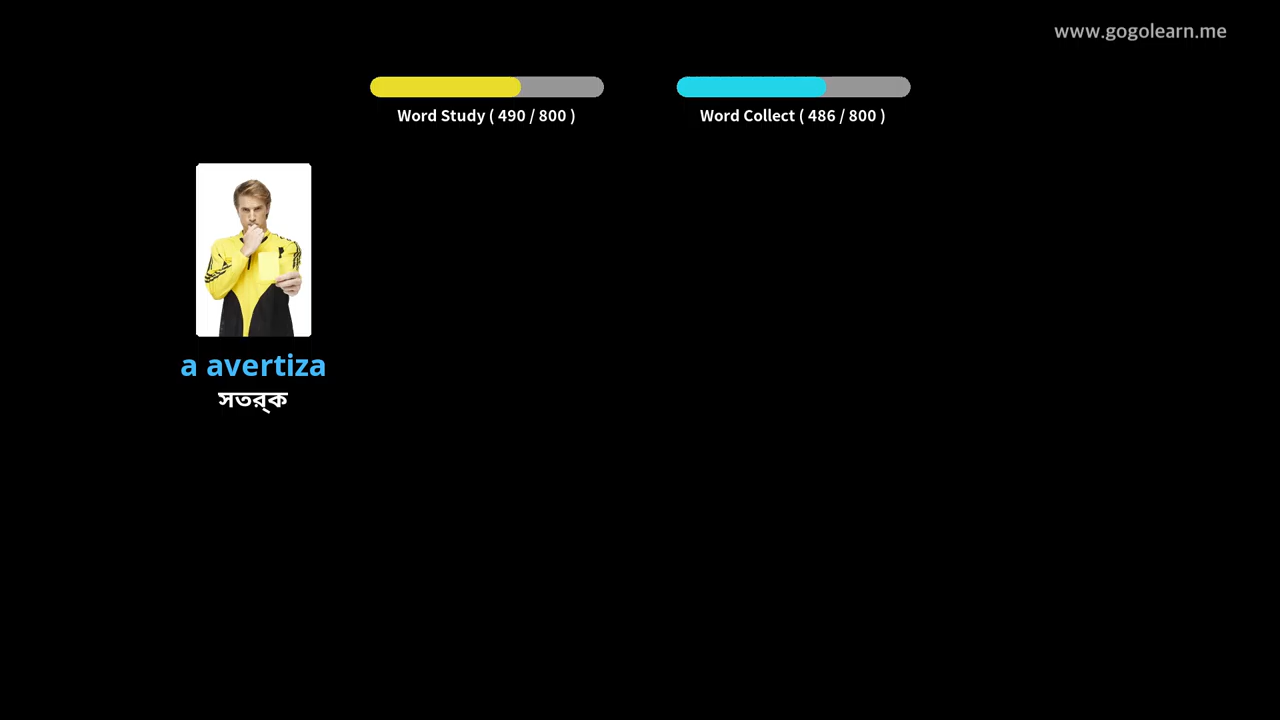 www.gogolearn.me
Word Study ( 490 / 800 )
Word Collect ( 486 / 800 )
a avertiza
সতর্ক